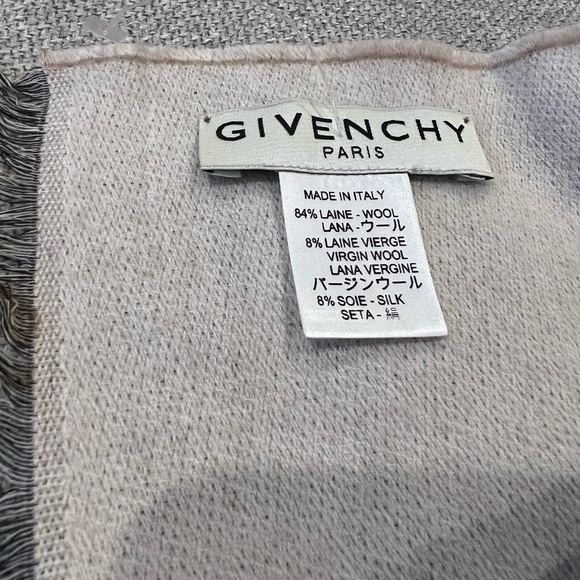 GIVENCHY
PARIS
MADE IN ITALY
84% LAINE - WOOL
LANA - ウール
8% LAINE VIERGE
VIRGIN WOOL
LANA VERGINE
バージンウール
8% SOIE - SILK
SETA - 絹